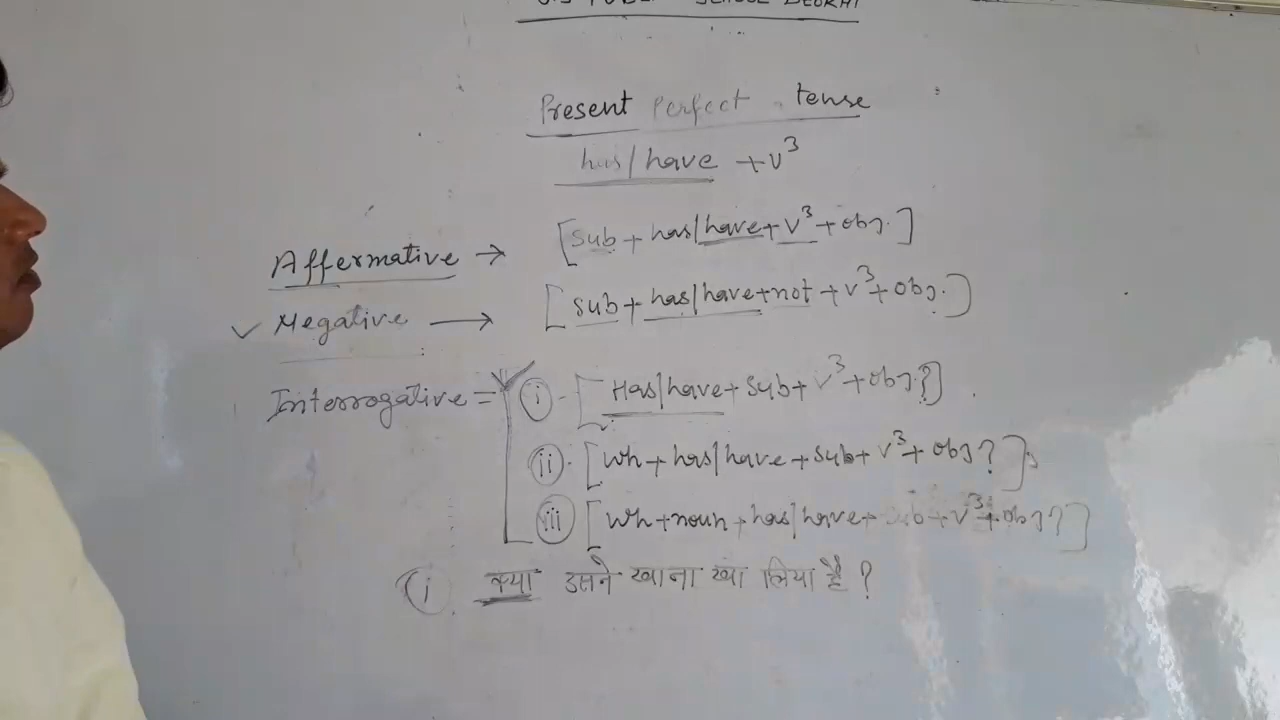 SCHOOL
Present Perfect tense
has/have + v³
Affermative → [sub + has/have + v³ + obj.]
✓ Negative → [sub + has/have + not + v³ + obj.]
Interrogative = (i) - [Has/have + sub + v³ + obj.?]
(ii) - [Wh + has/have + sub + v³ + obj?]
(iii) [Wh + noun + has/have + sub + v³ + obj?]
(i) क्या उसने खाना खा लिया है ?